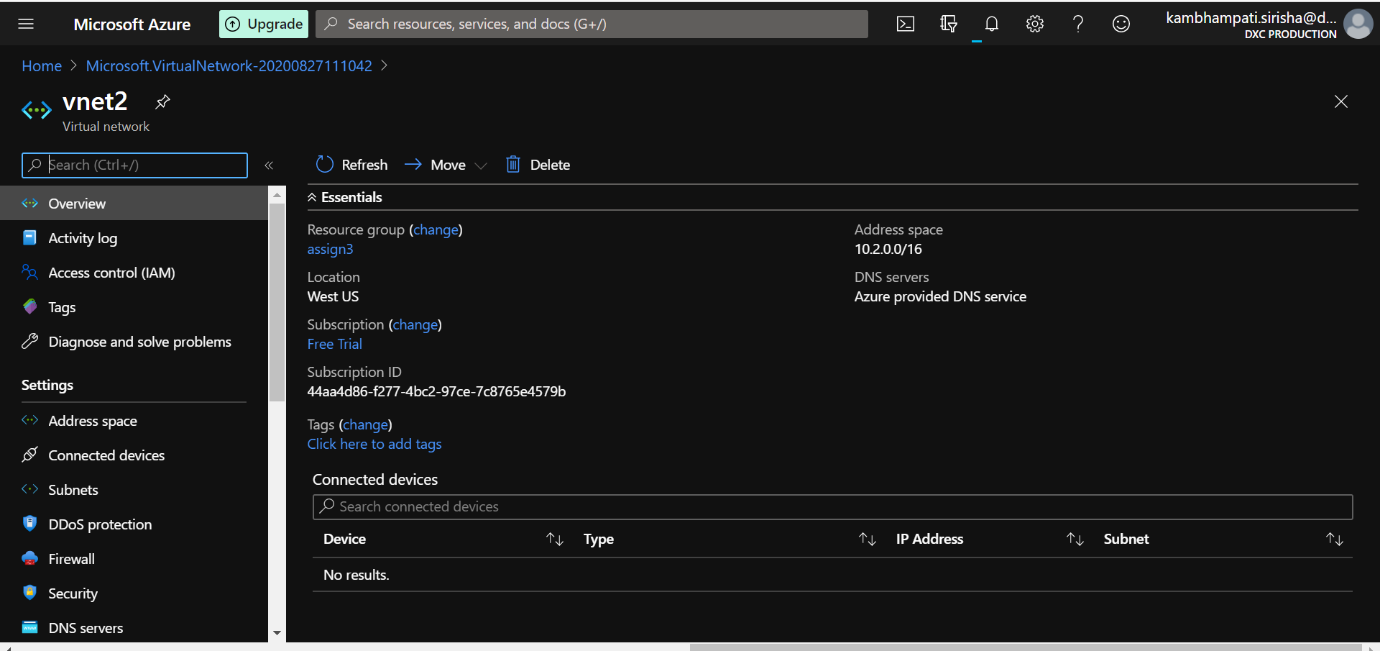 Microsoft Azure
Upgrade
Search resources, services, and docs (G+/)
kambhampati.sirisha@d...
DXC PRODUCTION
Home > Microsoft.VirtualNetwork-20200827111042 >
vnet2
Virtual network
Search (Ctrl+/)
«
Overview
Activity log
Access control (IAM)
Tags
Diagnose and solve problems
Settings
Address space
Connected devices
Subnets
DDoS protection
Firewall
Security
DNS servers
Refresh Move Delete
Essentials
Resource group (change)
assign3
Location
West US
Subscription (change)
Free Trial
Subscription ID
44aa4d86-f277-4bc2-97ce-7c8765e4579b
Tags (change)
Click here to add tags
Address space
10.2.0.0/16
DNS servers
Azure provided DNS service
Connected devices
Search connected devices
Device Type IP Address Subnet
No results.